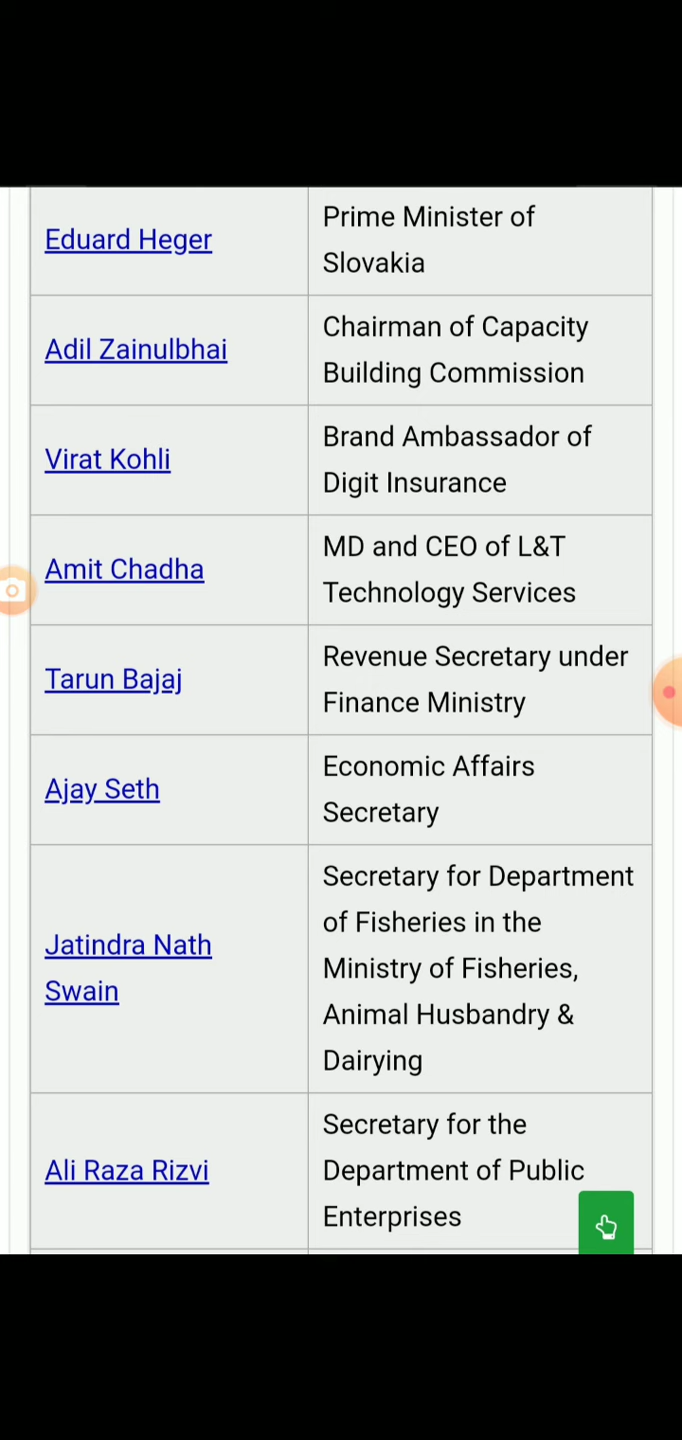 Eduard Heger
Prime Minister of
Slovakia
Adil Zainulbhai
Chairman of Capacity
Building Commission
Virat Kohli
Brand Ambassador of
Digit Insurance
Amit Chadha
MD and CEO of L&T
Technology Services
Tarun Bajaj
Revenue Secretary under
Finance Ministry
Ajay Seth
Economic Affairs
Secretary
Jatindra Nath
Swain
Secretary for Department
of Fisheries in the
Ministry of Fisheries,
Animal Husbandry &
Dairying
Ali Raza Rizvi
Secretary for the
Department of Public
Enterprises